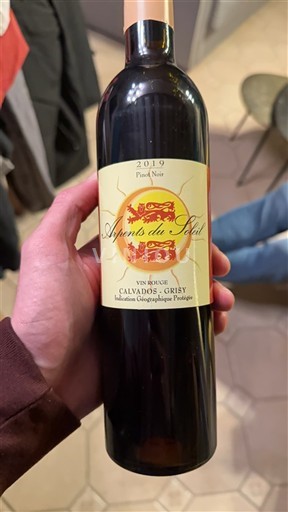 2019
Pinot Noir
Arpents du Soleil
VIN ROUGE
CALVADOS - GRISY
Indication Géographique Protégée